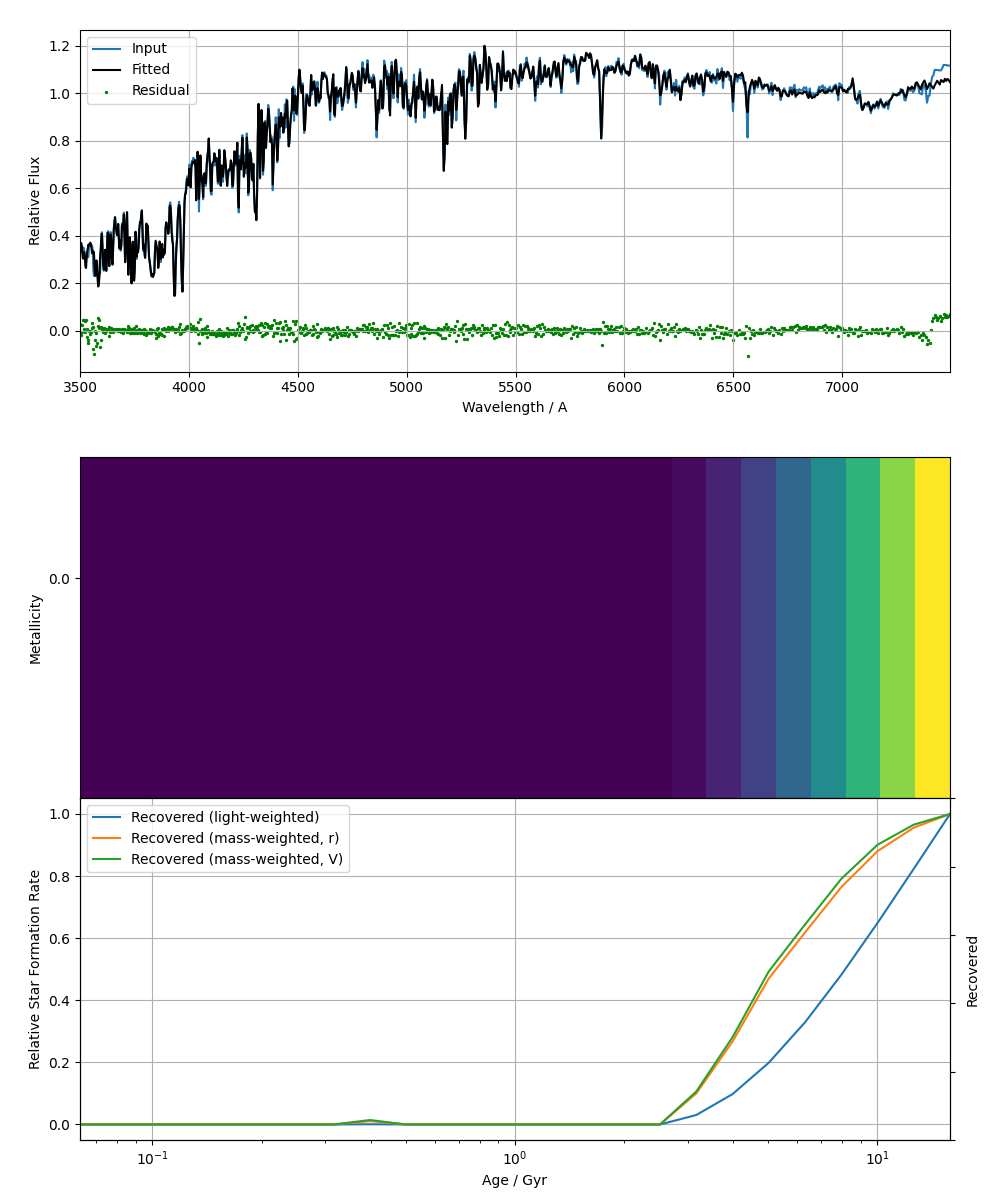 1.2
1.0
0.8
0.6
0.4
0.2
0.0
Relative Flux
Input
Fitted
Residual
3500 4000 4500 5000 5500 6000 6500 7000
Wavelength / A
0.0
Metallicity
1.0
0.8
0.6
0.4
0.2
0.0
Relative Star Formation Rate
Recovered (light-weighted)
Recovered (mass-weighted, r)
Recovered (mass-weighted, V)
Recovered
10⁻¹ 10⁰ 10¹
Age / Gyr